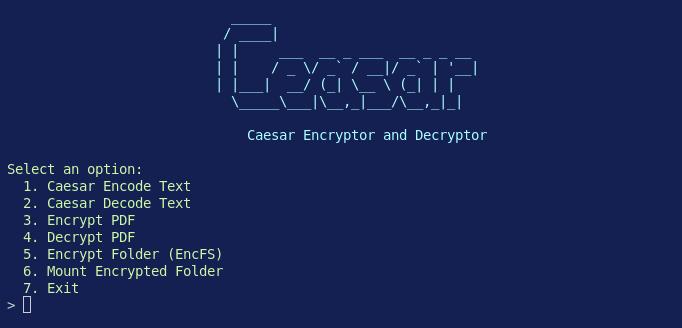 Ceasar
Caesar Encryptor and Decryptor
Select an option:
1. Caesar Encode Text
2. Caesar Decode Text
3. Encrypt PDF
4. Decrypt PDF
5. Encrypt Folder (EncFS)
6. Mount Encrypted Folder
7. Exit
>